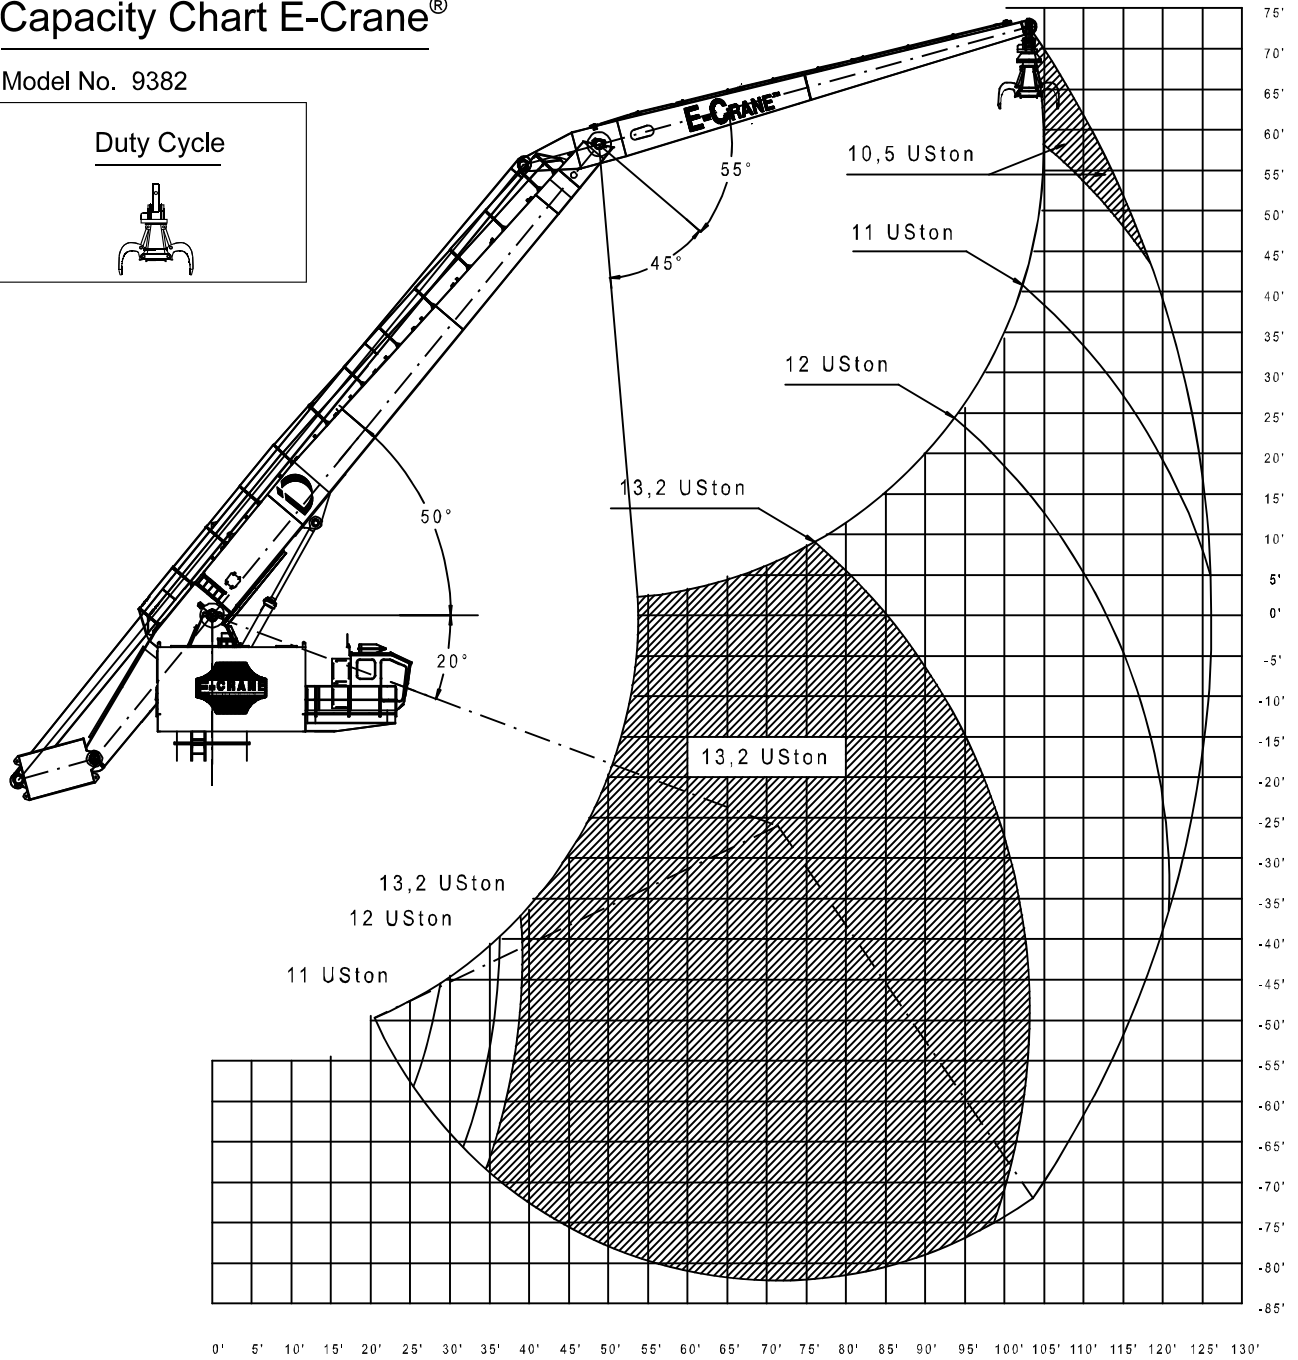 Capacity Chart E-Crane®
Model No. 9382
Duty Cycle
E-CRANE™
55°
45°
50°
20°
D
E-CRANE
10,5 USton
11 USton
12 USton
13,2 USton
13,2 USton
13,2 USton
12 USton
11 USton
75'
70'
65'
60'
55'
50'
45'
40'
35'
30'
25'
20'
15'
10'
5'
0'
-5'
-10'
-15'
-20'
-25'
-30'
-35'
-40'
-45'
-50'
-55'
-60'
-65'
-70'
-75'
-80'
-85'
0' 5' 10' 15' 20' 25' 30' 35' 40' 45' 50' 55' 60' 65' 70' 75' 80' 85' 90' 95' 100' 105' 110' 115' 120' 125' 130'